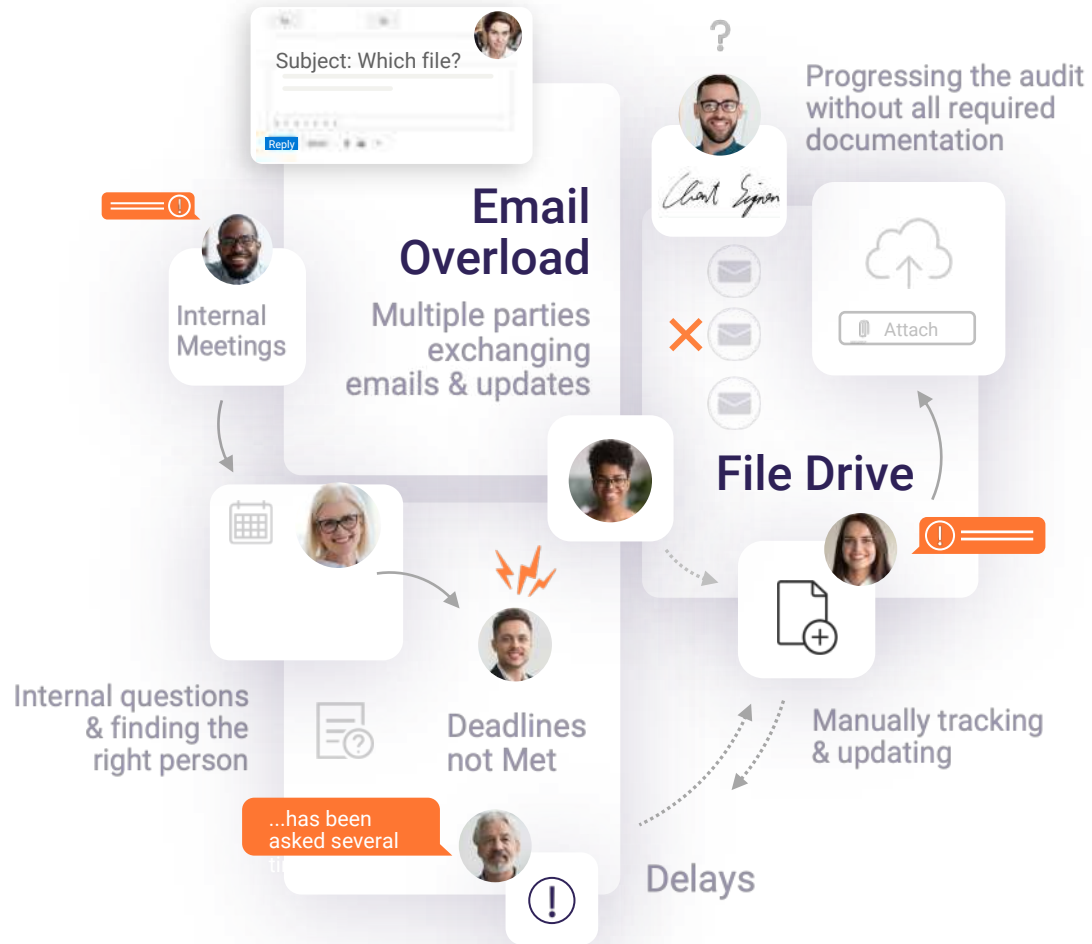 Subject: Which file?
Reply
Progressing the audit
without all required
documentation
Email
Overload
Multiple parties
exchanging
emails & updates
Internal
Meetings
Attach
File Drive
Internal questions
& finding the
right person
Deadlines
not Met
Manually tracking
& updating
...has been
asked several
Delays